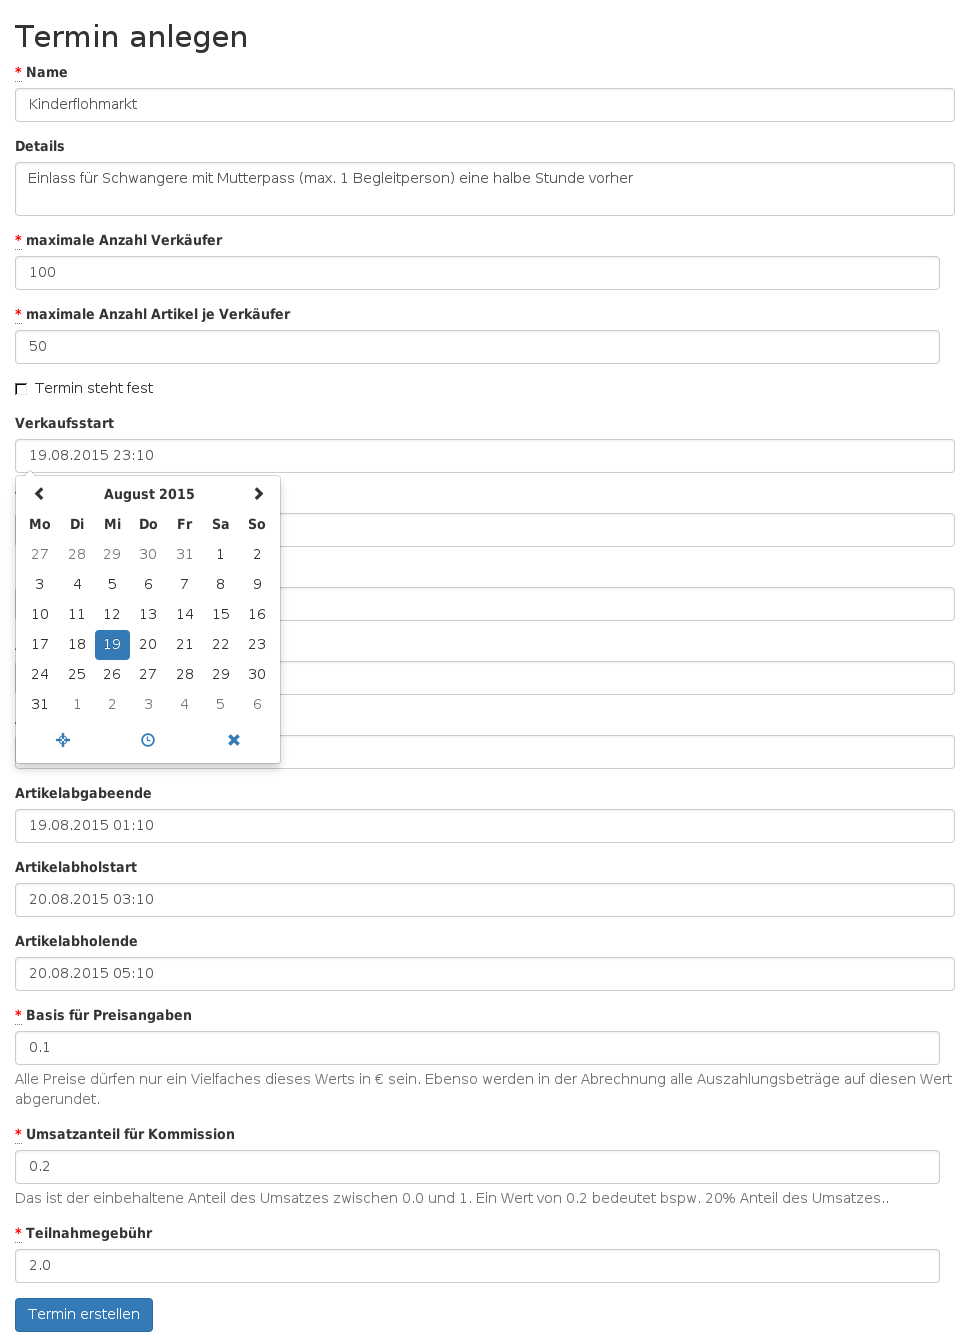 Termin anlegen
* Name
Kinderflohmarkt
Details
Einlass für Schwangere mit Mutterpass (max. 1 Begleitperson) eine halbe Stunde vorher
* maximale Anzahl Verkäufer
100
* maximale Anzahl Artikel je Verkäufer
50
Termin steht fest
Verkaufsstart
19.08.2015 23:10
August 2015
Mo Di Mi Do Fr Sa So
27 28 29 30 31 1 2
3 4 5 6 7 8 9
10 11 12 13 14 15 16
17 18 19 20 21 22 23
24 25 26 27 28 29 30
31 1 2 3 4 5 6
Artikelabgabeende
19.08.2015 01:10
Artikelabholstart
20.08.2015 03:10
Artikelabholende
20.08.2015 05:10
* Basis für Preisangaben
0.1
Alle Preise dürfen nur ein Vielfaches dieses Werts in € sein. Ebenso werden in der Abrechnung alle Auszahlungsbeträge auf diesen Wert
abgerundet.
* Umsatzanteil für Kommission
0.2
Das ist der einbehaltene Anteil des Umsatzes zwischen 0.0 und 1. Ein Wert von 0.2 bedeutet bspw. 20% Anteil des Umsatzes..
* Teilnahmegebühr
2.0
Termin erstellen